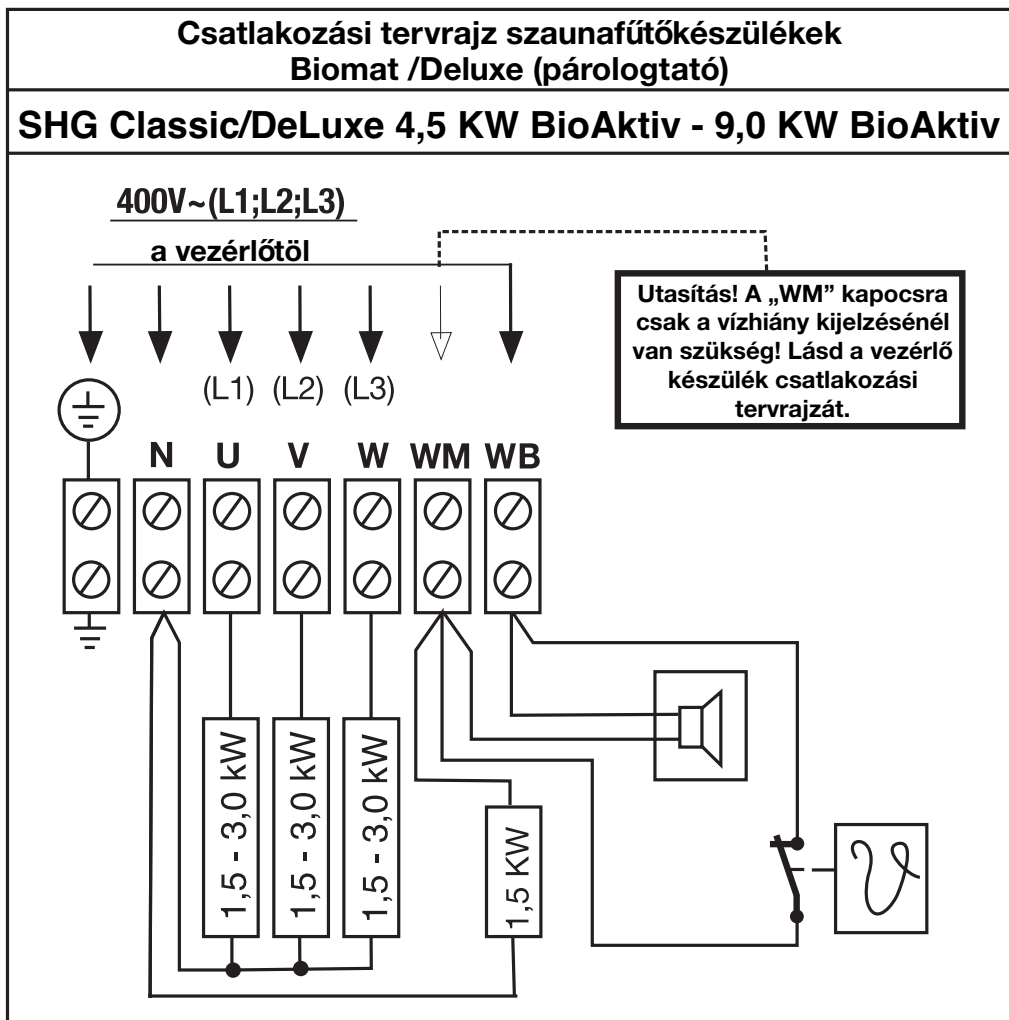 Csatlakozási tervrajz szaunafűtőkészülékek
Biomat /Deluxe (párologtató)
SHG Classic/DeLuxe 4,5 KW BioAktiv - 9,0 KW BioAktiv
400V~(L1;L2;L3)
a vezérlőtöl
Utasítás! A „WM” kapocsra
csak a vízhiány kijelzésénél
van szükség! Lásd a vezérlő
készülék csatlakozási
tervrajzát.
(L1) (L2) (L3)
N U V W WM WB
1,5 - 3,0 kW
1,5 - 3,0 kW
1,5 - 3,0 kW
1,5 KW